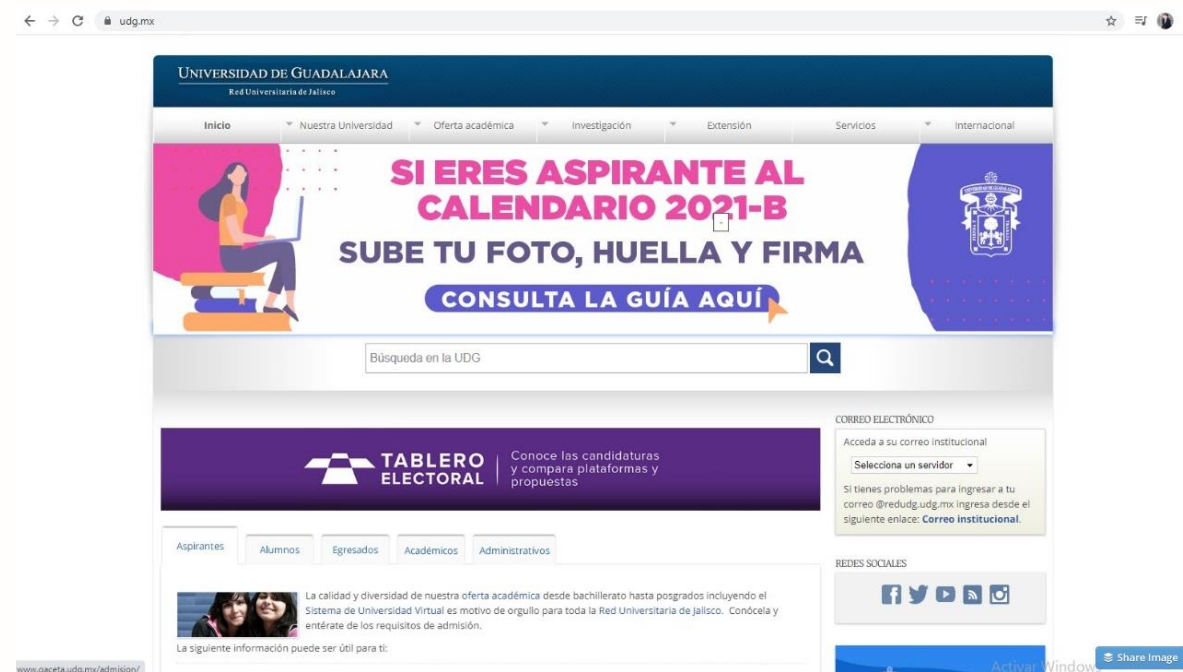 udg.mx
UNIVERSIDAD DE GUADALAJARA
Red Universitaria de Jalisco
Inicio
Nuestra Universidad
Oferta académica
Investigación
Extensión
Servicios
Internacional
SI ERES ASPIRANTE AL
CALENDARIO 2021-B
SUBE TU FOTO, HUELLA Y FIRMA
CONSULTA LA GUÍA AQUÍ
Búsqueda en la UDG
TABLERO
ELECTORAL
Conoce las candidaturas
y compara plataformas y
propuestas
CORREO ELECTRÓNICO
Acceda a su correo institucional
Selecciona un servidor
Si tienes problemas para ingresar a tu
correo @redudg.udg.mx ingresa desde el
siguiente enlace: Correo institucional.
Aspirantes
Alumnos
Egresados
Académicos
Administrativos
REDES SOCIALES
La calidad y diversidad de nuestra oferta académica desde bachillerato hasta posgrados incluyendo el
Sistema de Universidad Virtual es motivo de orgullo para toda la Red Universitaria de Jalisco. Conócela y
entérate de los requisitos de admisión.
La siguiente información puede ser útil para ti:
www.gaceta.udg.mx/admision/
Activar Windows
Share Image